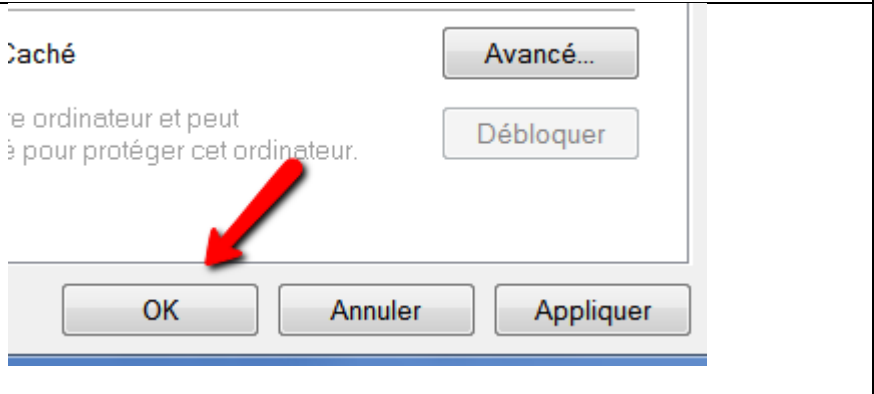 Caché
Avancé...
re ordinateur et peut
é pour protéger cet ordinateur.
Débloquer
OK
Annuler
Appliquer